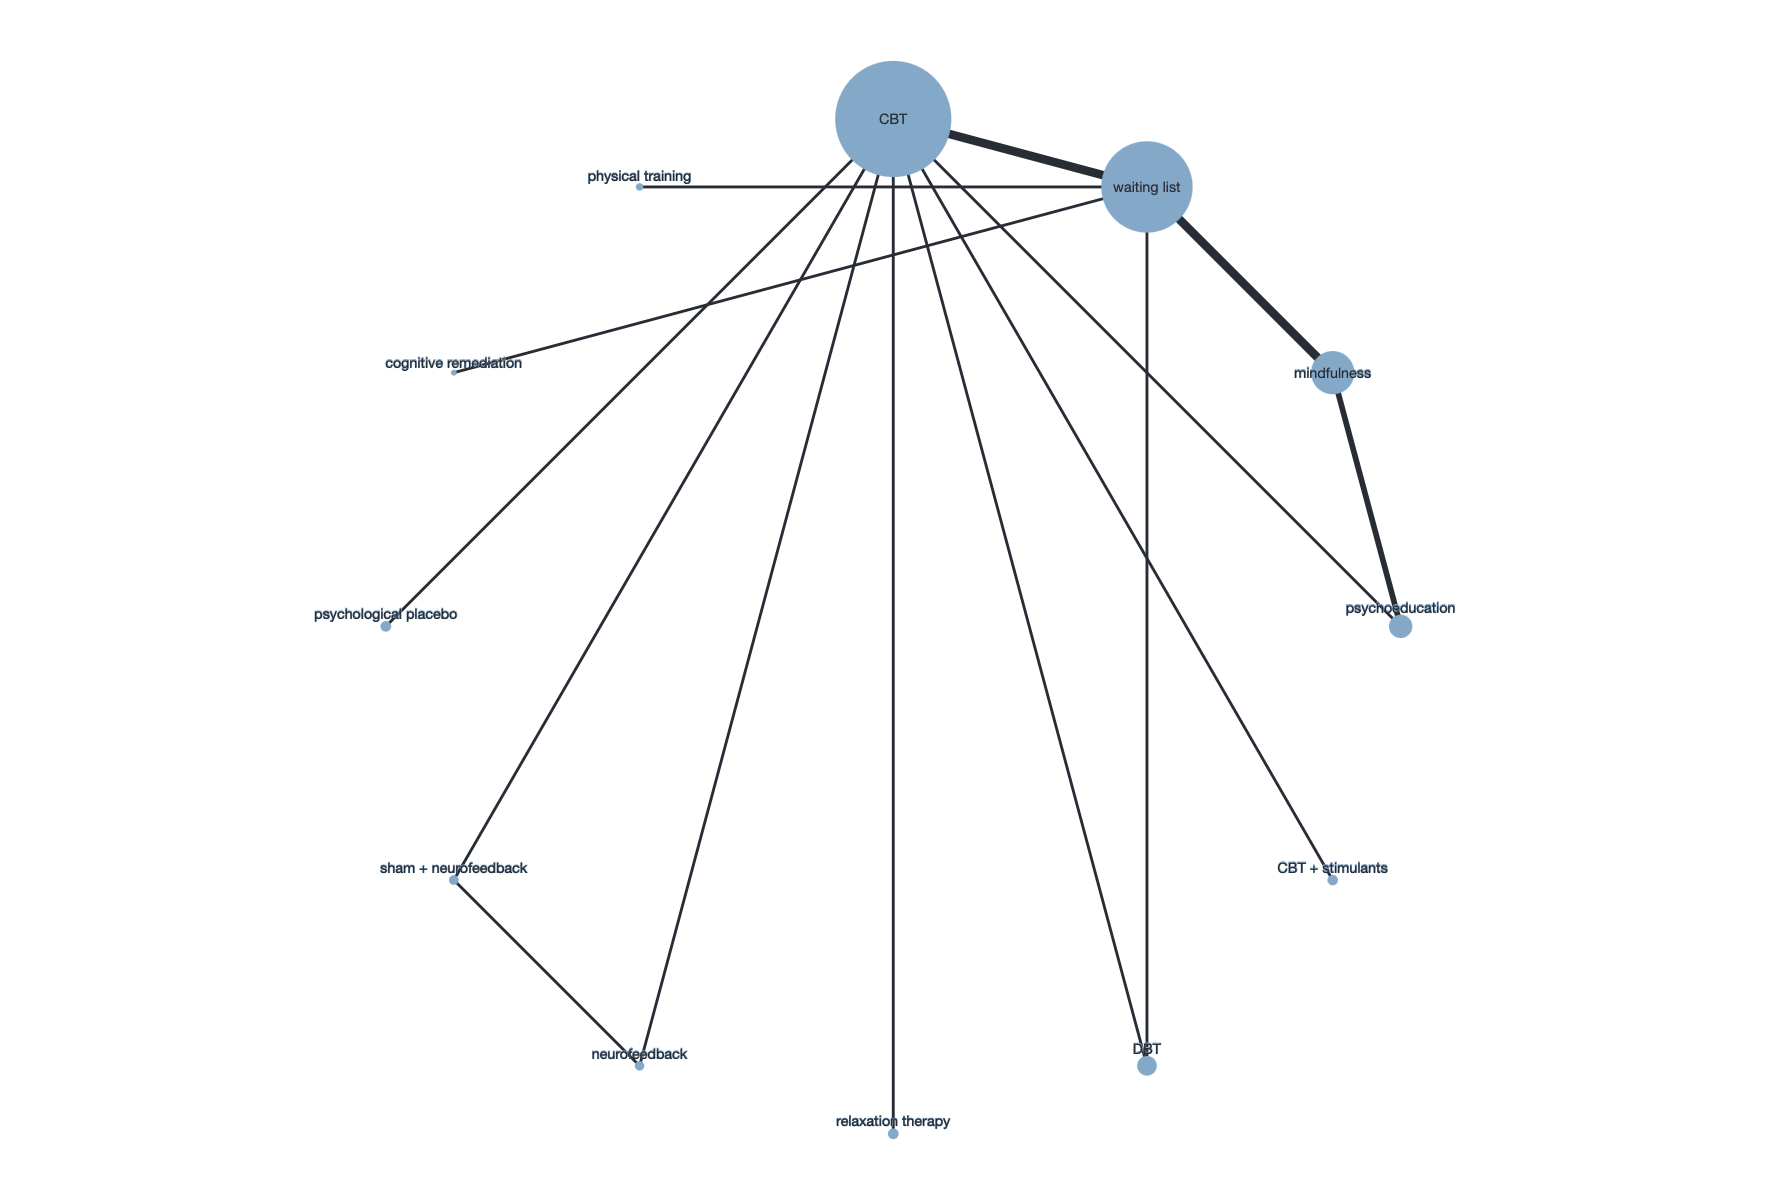 CBT
physical training
waiting list
cognitive remediation
mindfulness
psychological placebo
psychoeducation
sham + neurofeedback
CBT + stimulants
neurofeedback
DBT
relaxation therapy